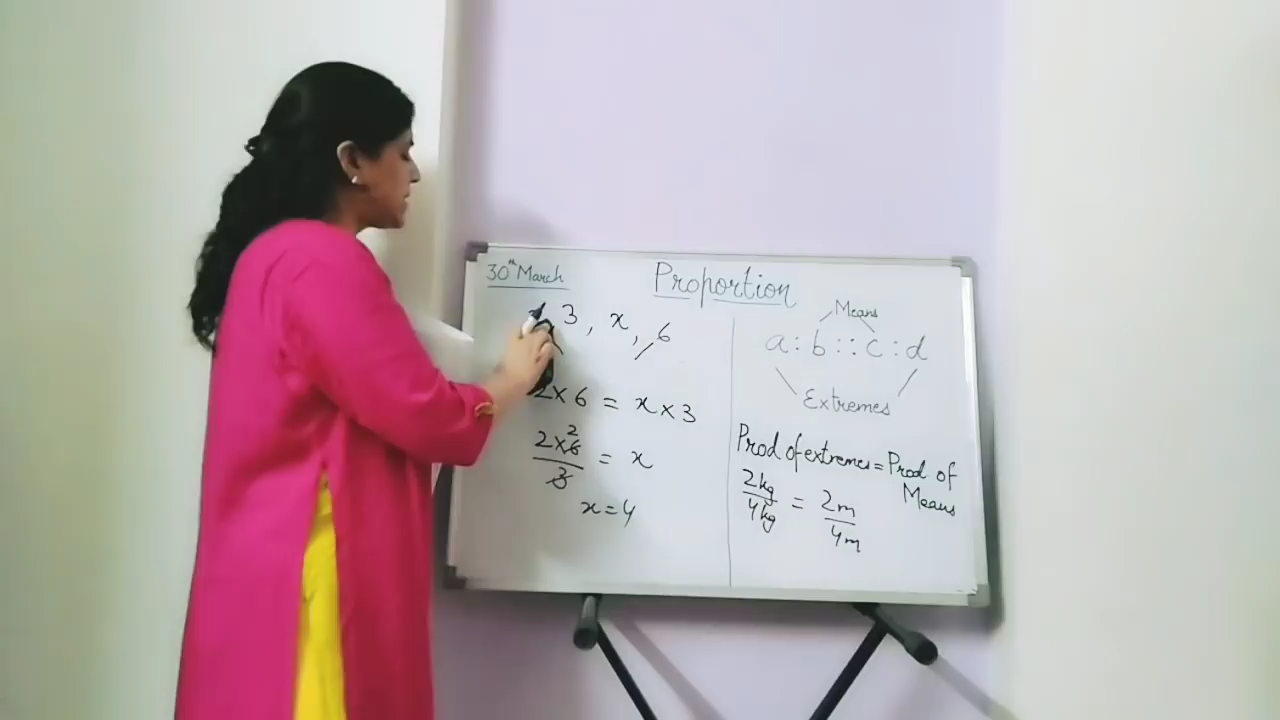 30th March
Proportion
3, x, 6
2x6 = x x 3
2x6 2
3 = x
x = 4
Means
a : b :: c : d
Extremes
Prod of extremes = Prod of
Means
2kg = 2m
4kg 4m